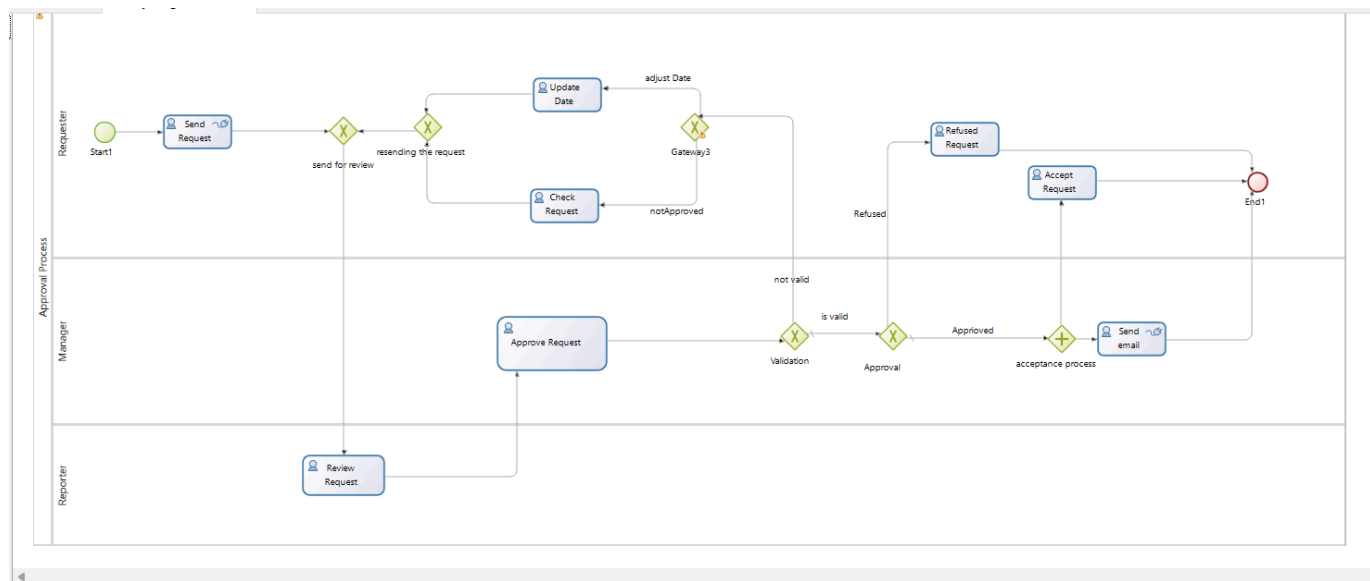 Approval Process
Requester
Start1
Send
Request
send for review
resending the request
Update
Date
adjust Date
Gateway3
Check
Request
notApproved
Refused
Request
Accept
Request
End1
Refused
Manager
not valid
Approve Request
Validation
is valid
Approval
Approved
acceptance process
Send
email
Reporter
Review
Request